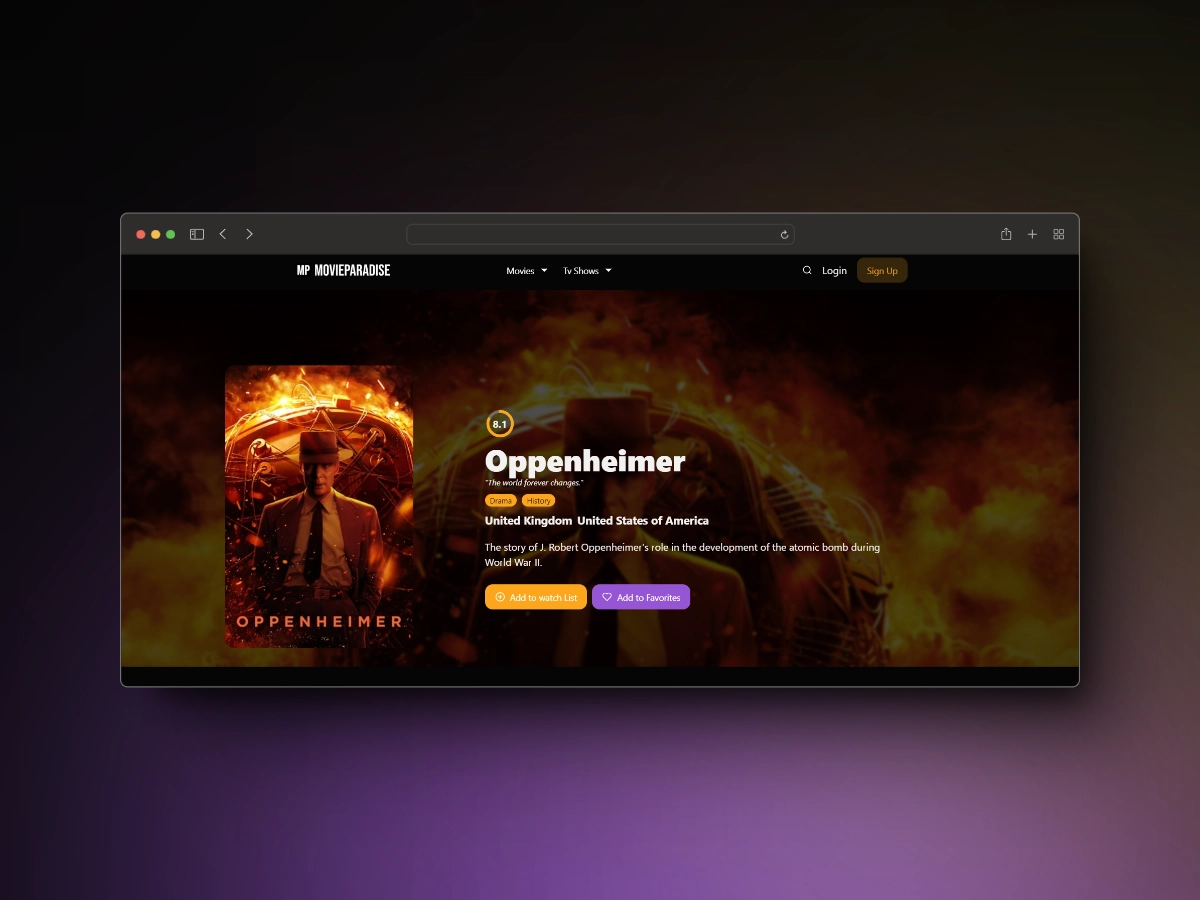 MP MOVIEPARADISE
Movies
Tv Shows
Login
Sign Up
8.1
Oppenheimer
"The world forever changes."
Drama
History
United Kingdom United States of America
The story of J. Robert Oppenheimer's role in the development of the atomic bomb during
World War II.
Add to watch List
Add to Favorites
OPPENHEIMER